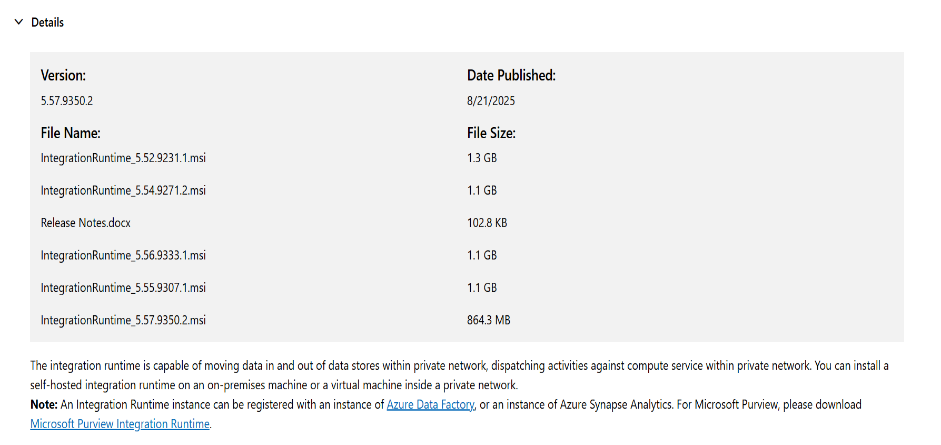 Details
Version: Date Published:
5.57.9350.2 8/21/2025
File Name: File Size:
IntegrationRuntime_5.52.9231.1.msi 1.3 GB
IntegrationRuntime_5.54.9271.2.msi 1.1 GB
Release Notes.docx 102.8 KB
IntegrationRuntime_5.56.9333.1.msi 1.1 GB
IntegrationRuntime_5.55.9307.1.msi 1.1 GB
IntegrationRuntime_5.57.9350.2.msi 864.3 MB
The integration runtime is capable of moving data in and out of data stores within private network, dispatching activities against compute service within private network. You can install a
self-hosted integration runtime on an on-premises machine or a virtual machine inside a private network.
Note: An Integration Runtime instance can be registered with an instance of Azure Data Factory, or an instance of Azure Synapse Analytics. For Microsoft Purview, please download
Microsoft Purview Integration Runtime.